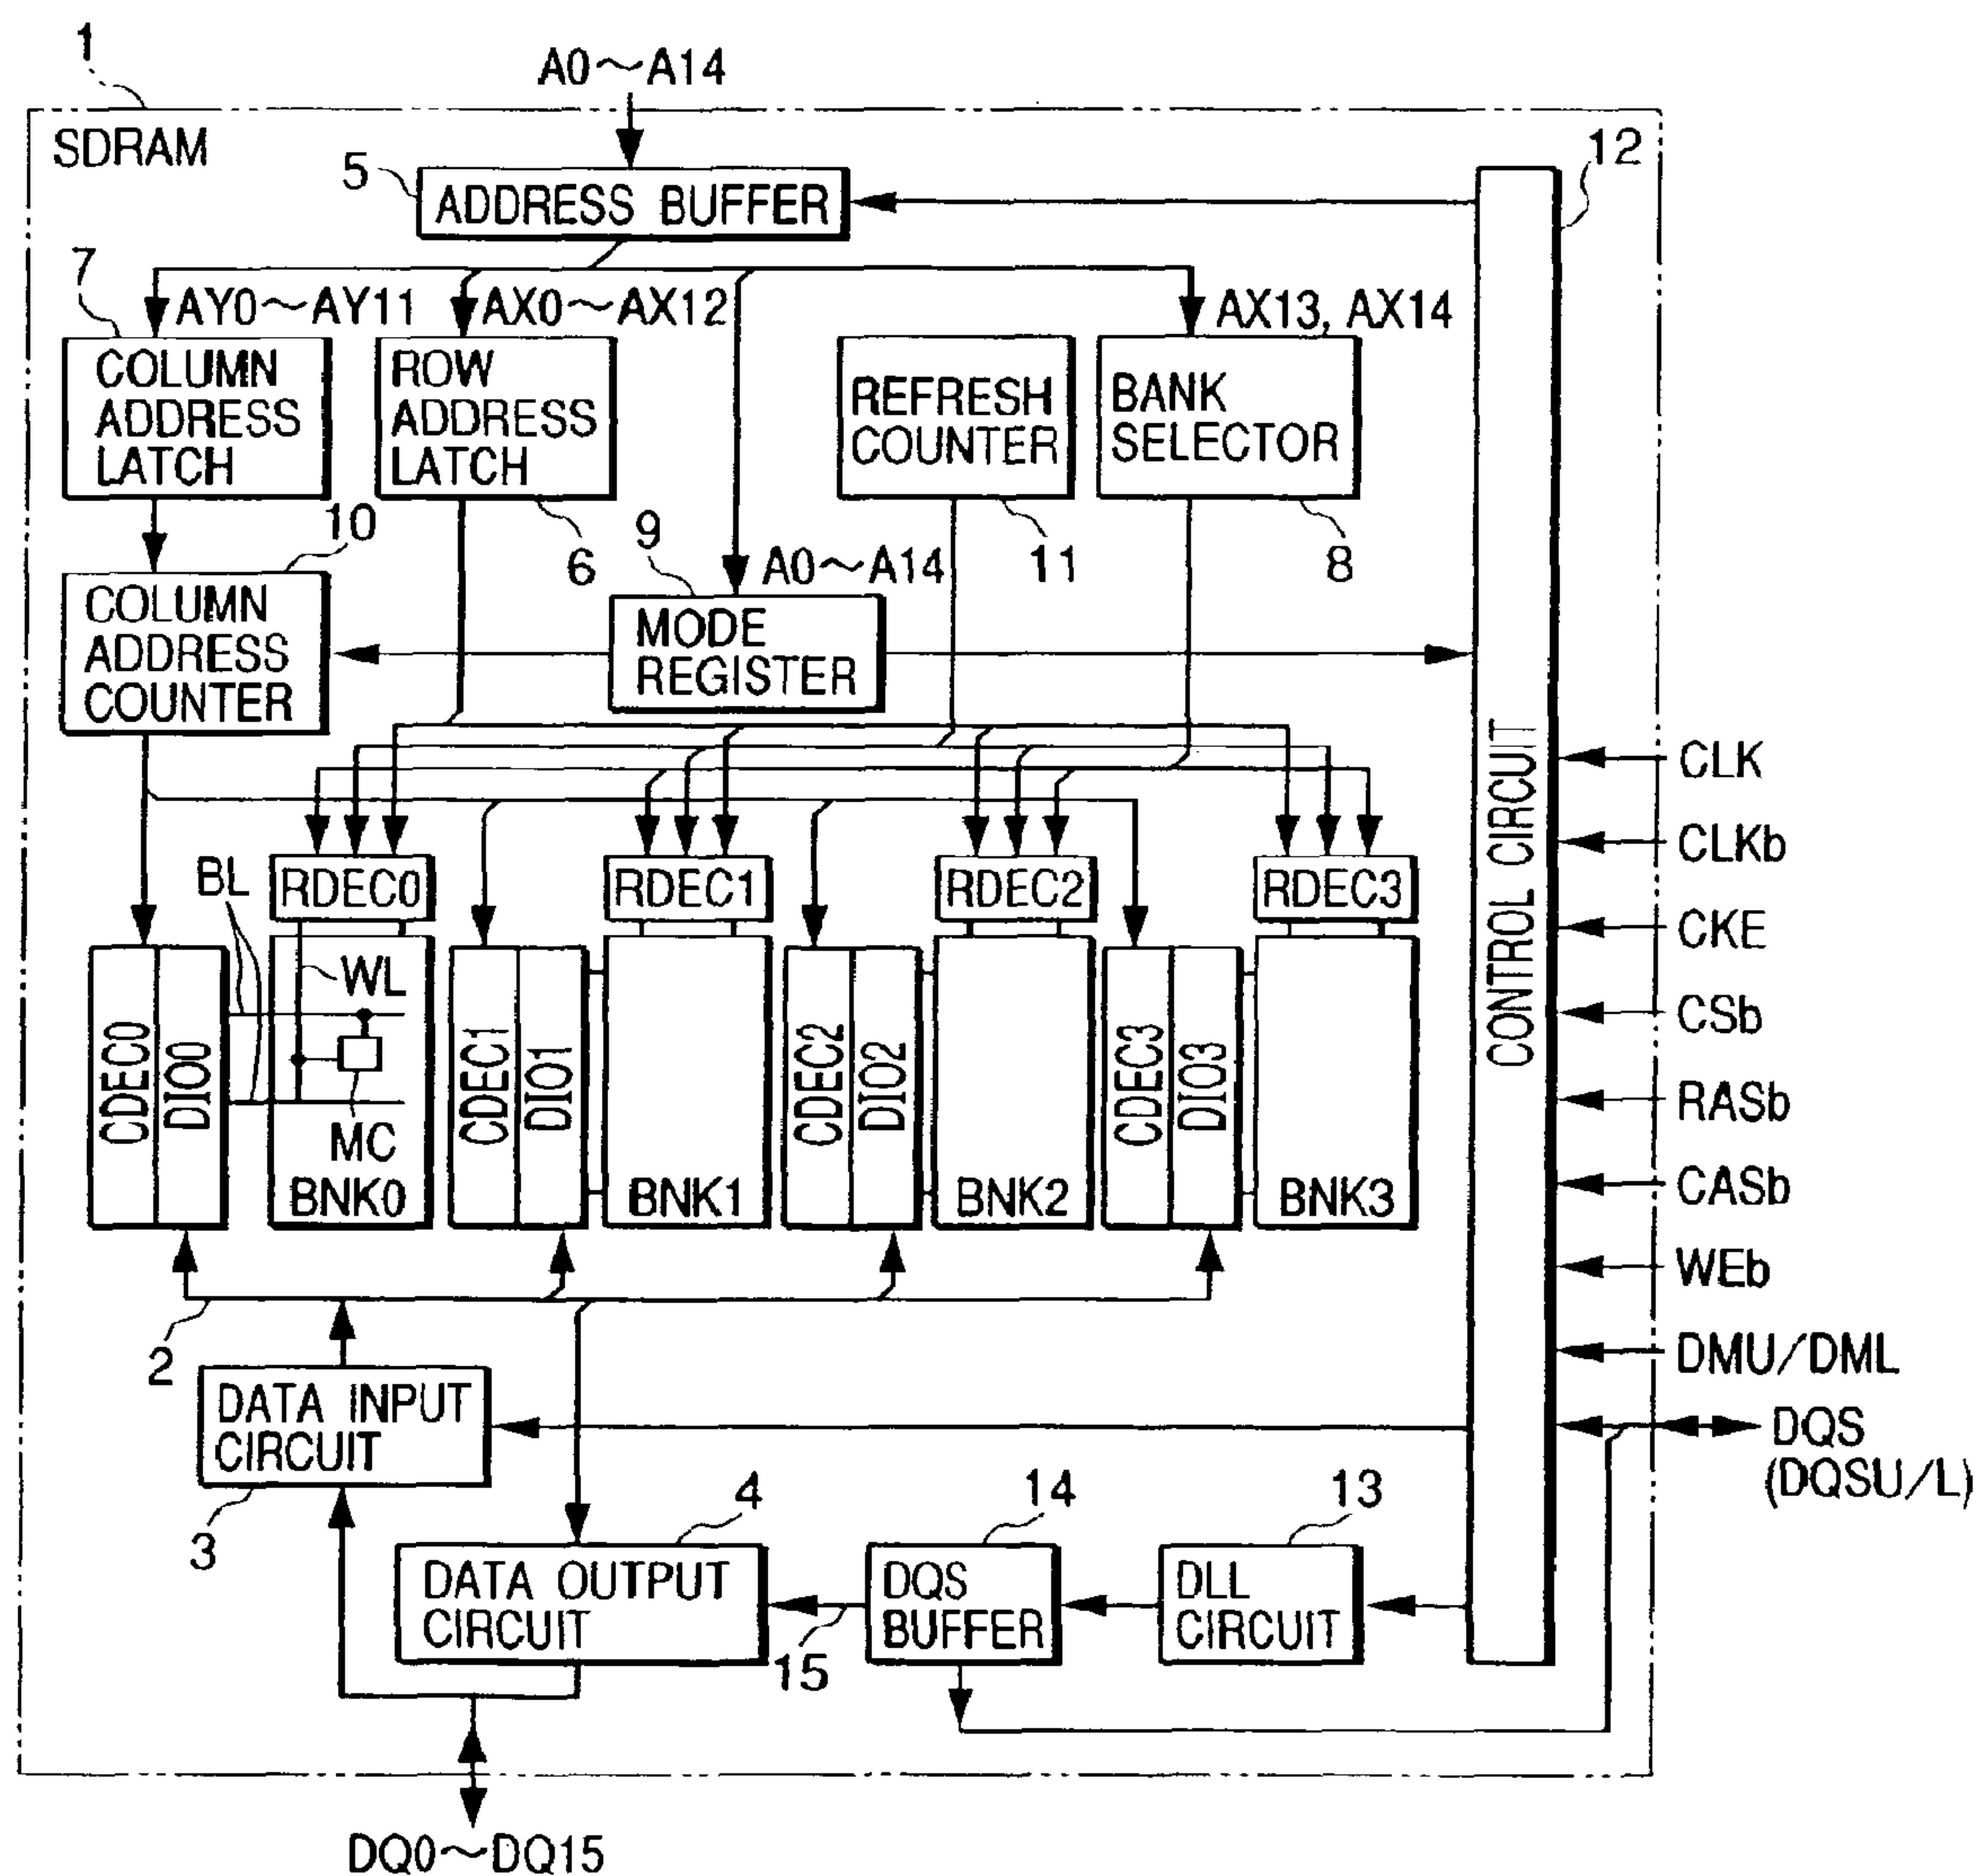 1
A0~A14
SDRAM
12
5
ADDRESS BUFFER
7
AY0~AY11
AX0~AX12
AX13, AX14
COLUMN
ADDRESS
LATCH
ROW
ADDRESS
LATCH
REFRESH
COUNTER
BANK
SELECTOR
10
6
9
A0~A14
11
8
COLUMN
ADDRESS
COUNTER
MODE
REGISTER
CONTROL CIRCUIT
CLK
CLKb
CKE
CSb
RASb
CASb
WEb
DMU/DML
DQS
(DQSU/L)
BL
RDEC0
RDEC1
RDEC2
RDEC3
WL
CDEC0
DIO0
MC
BNK0
CDEC1
DIO1
BNK1
CDEC2
DIO2
BNK2
CDEC3
DIO3
BNK3
2
DATA INPUT
CIRCUIT
3
4
14
13
DATA OUTPUT
CIRCUIT
15
DQS
BUFFER
DLL
CIRCUIT
DQ0~DQ15